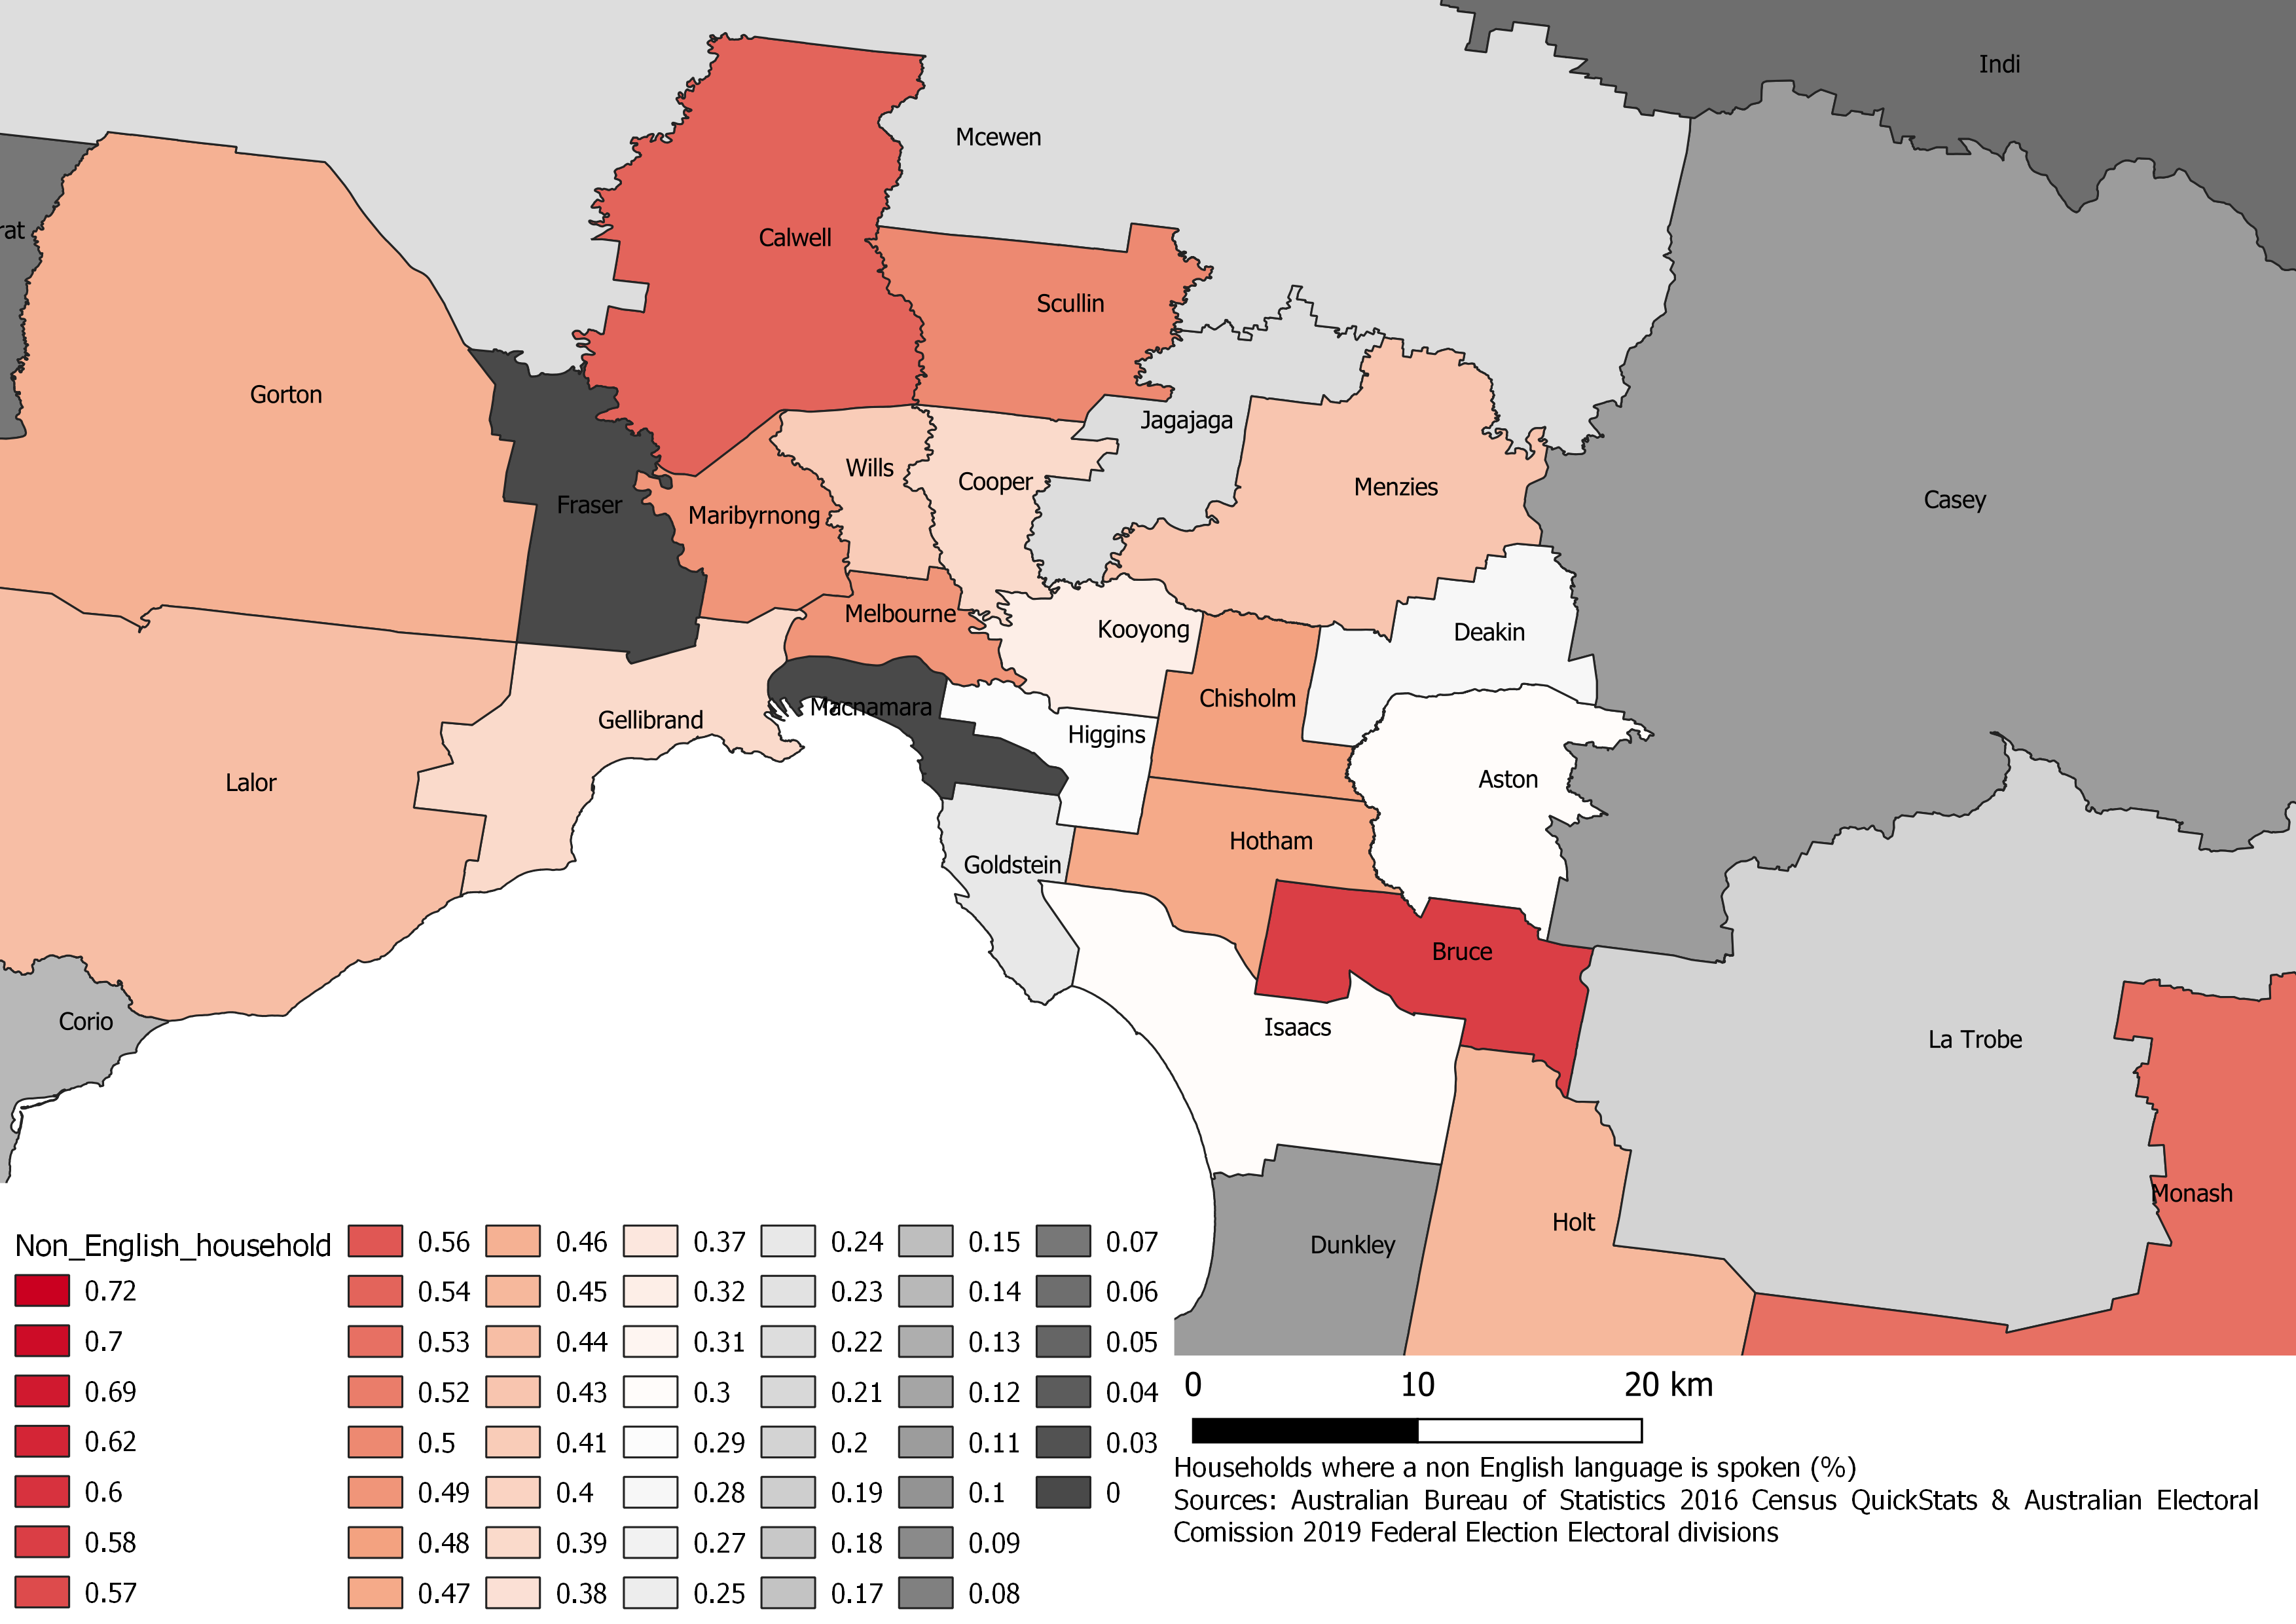 Indi
Mcewen
rat
Calwell
Scullin
Gorton
Jagajaga
Wills
Cooper
Menzies
Casey
Fraser
Maribyrnong
Melbourne
Kooyong
Deakin
Chisholm
Macnamara
Gellibrand
Higgins
Lalor
Aston
Hotham
Goldstein
Bruce
Corio
Isaacs
La Trobe
Monash
Holt
Dunkley
Non_English_household
0.72
0.7
0.69
0.62
0.6
0.58
0.57
0.56
0.54
0.53
0.52
0.5
0.49
0.48
0.47
0.46
0.45
0.44
0.43
0.41
0.4
0.39
0.38
0.37
0.32
0.31
0.3
0.29
0.28
0.27
0.25
0.24
0.23
0.22
0.21
0.2
0.19
0.18
0.17
0.15
0.14
0.13
0.12
0.11
0.1
0.09
0.08
0.07
0.06
0.05
0.04
0.03
0
0 10 20 km
Households where a non English language is spoken (%)
Sources: Australian Bureau of Statistics 2016 Census QuickStats & Australian Electoral
Comission 2019 Federal Election Electoral divisions